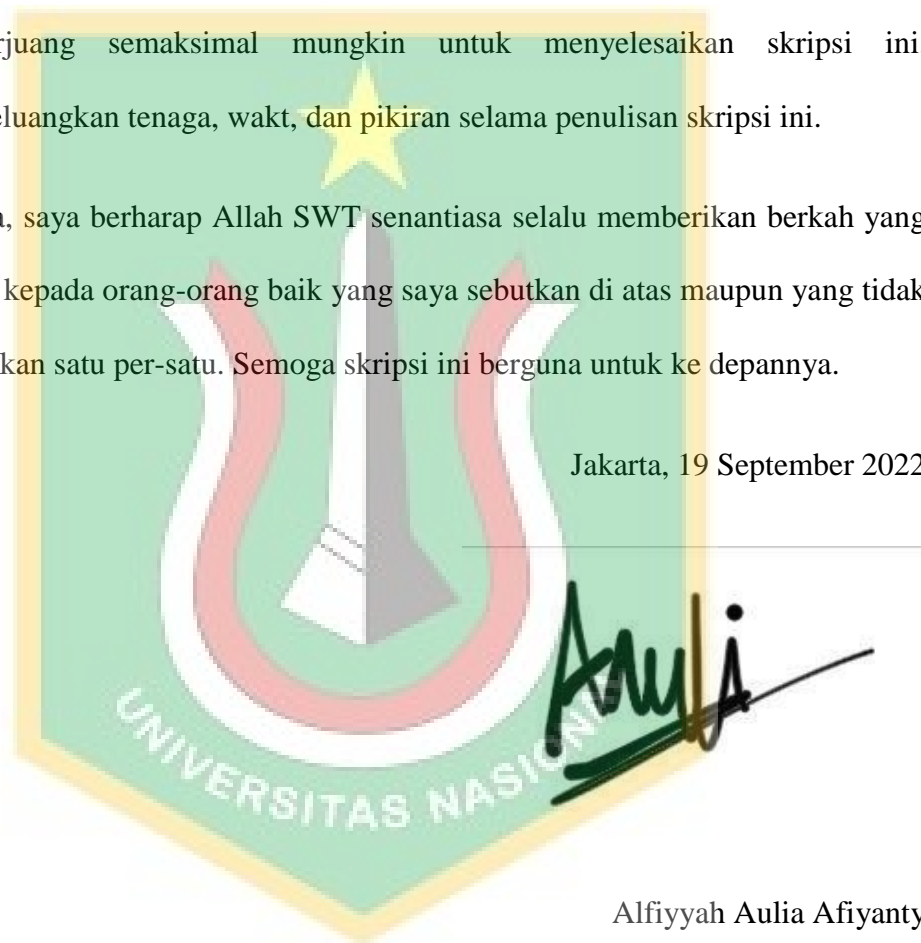 rjuang semaksimal mungkin untuk menyelesaikan skripsi ini
eluangkan tenaga, wakt, dan pikiran selama penulisan skripsi ini.
a, saya berharap Allah SWT senantiasa selalu memberikan berkah yang
kepada orang-orang baik yang saya sebutkan di atas maupun yang tidak
kan satu per-satu. Semoga skripsi ini berguna untuk ke depannya.
Jakarta, 19 September 2022
Auli
UNIVERSITAS NASIONAL
Alfiyyah Aulia Afiyanty